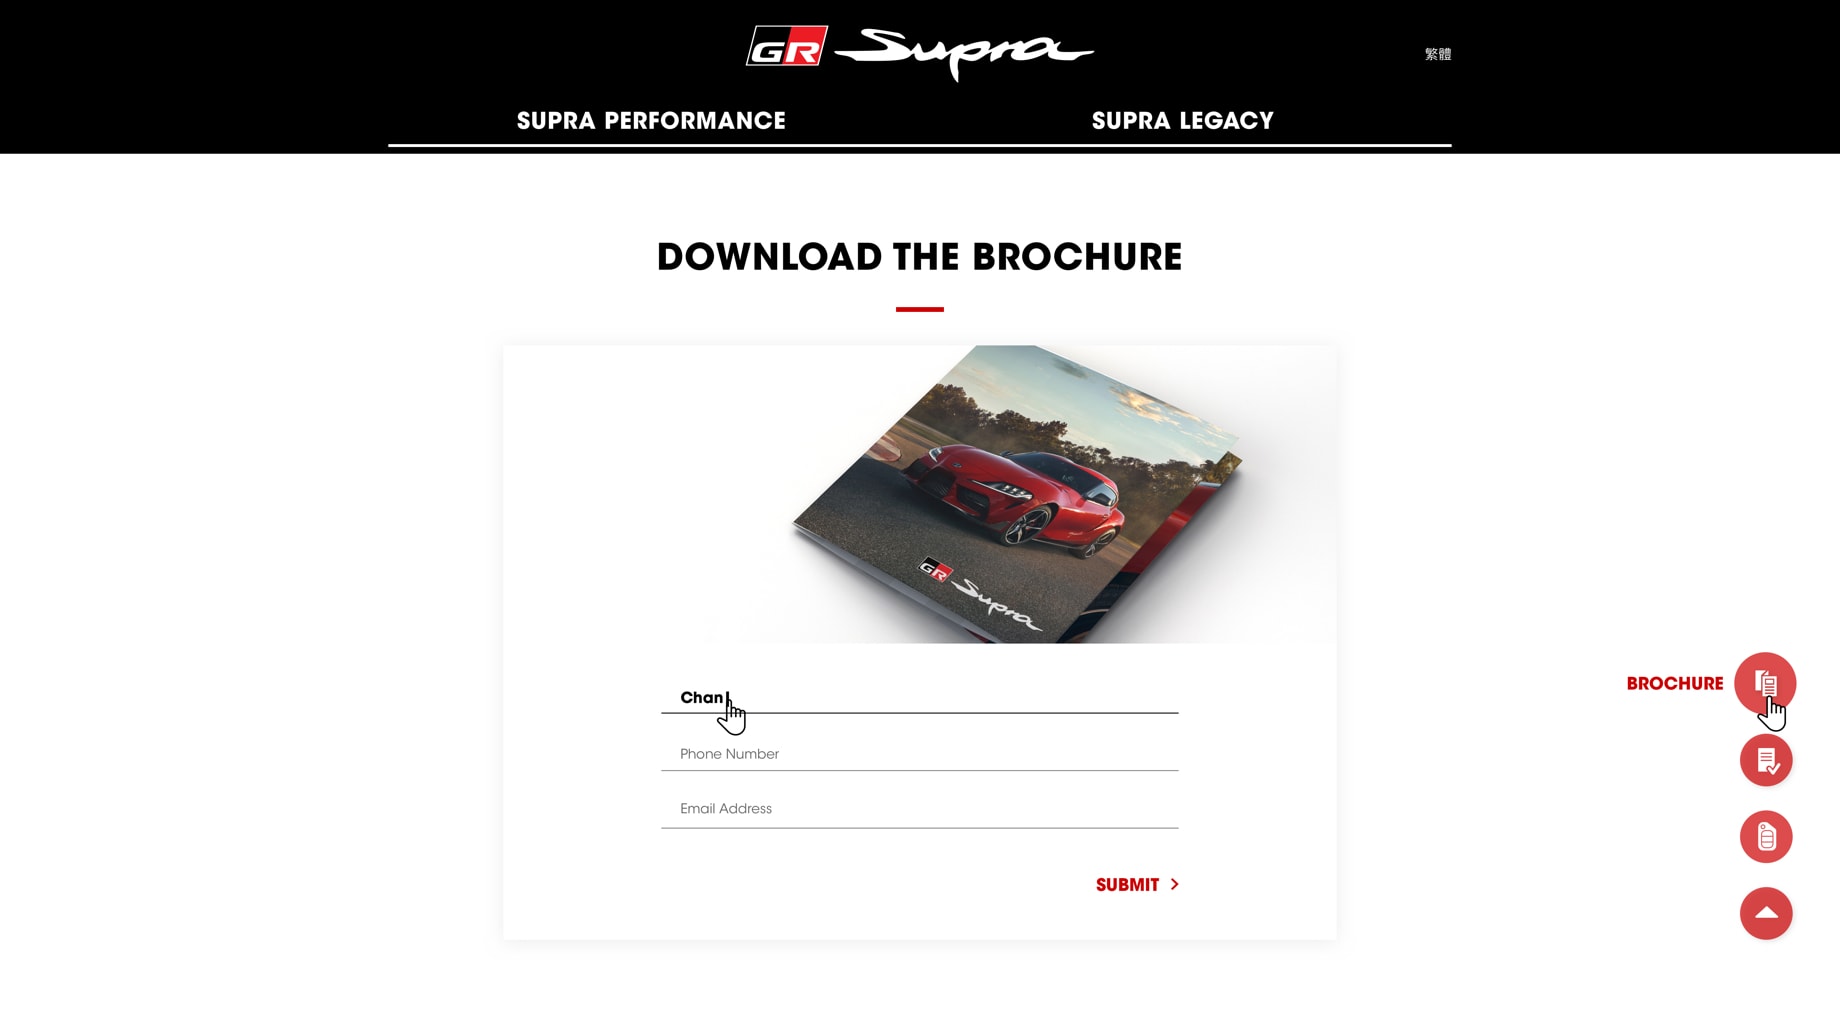 GR Supra
繁體
SUPRA PERFORMANCE
SUPRA LEGACY
DOWNLOAD THE BROCHURE
GR Supra
Chan
Phone Number
Email Address
SUBMIT
BROCHURE